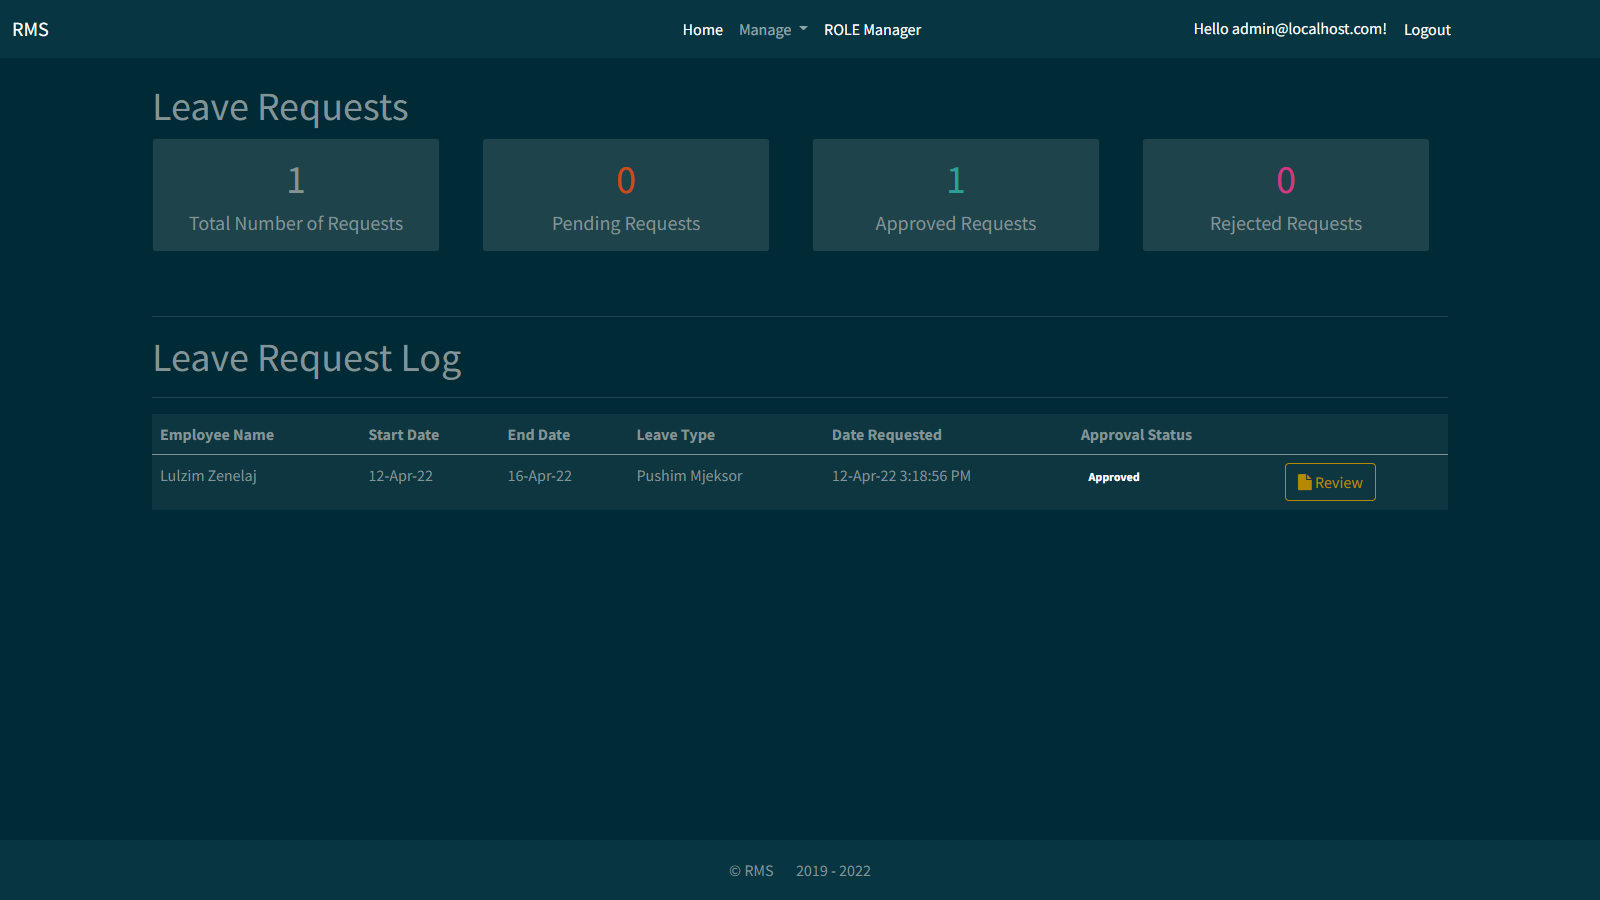 RMS Home Manage ROLE Manager Hello admin@localhost.com! Logout
Leave Requests
1 0 1 0
Total Number of Requests Pending Requests Approved Requests Rejected Requests
Leave Request Log
Employee Name Start Date End Date Leave Type Date Requested Approval Status
Lulzim Zenelaj 12-Apr-22 16-Apr-22 Pushim Mjeksor 12-Apr-22 3:18:56 PM Approved Review
© RMS 2019 - 2022